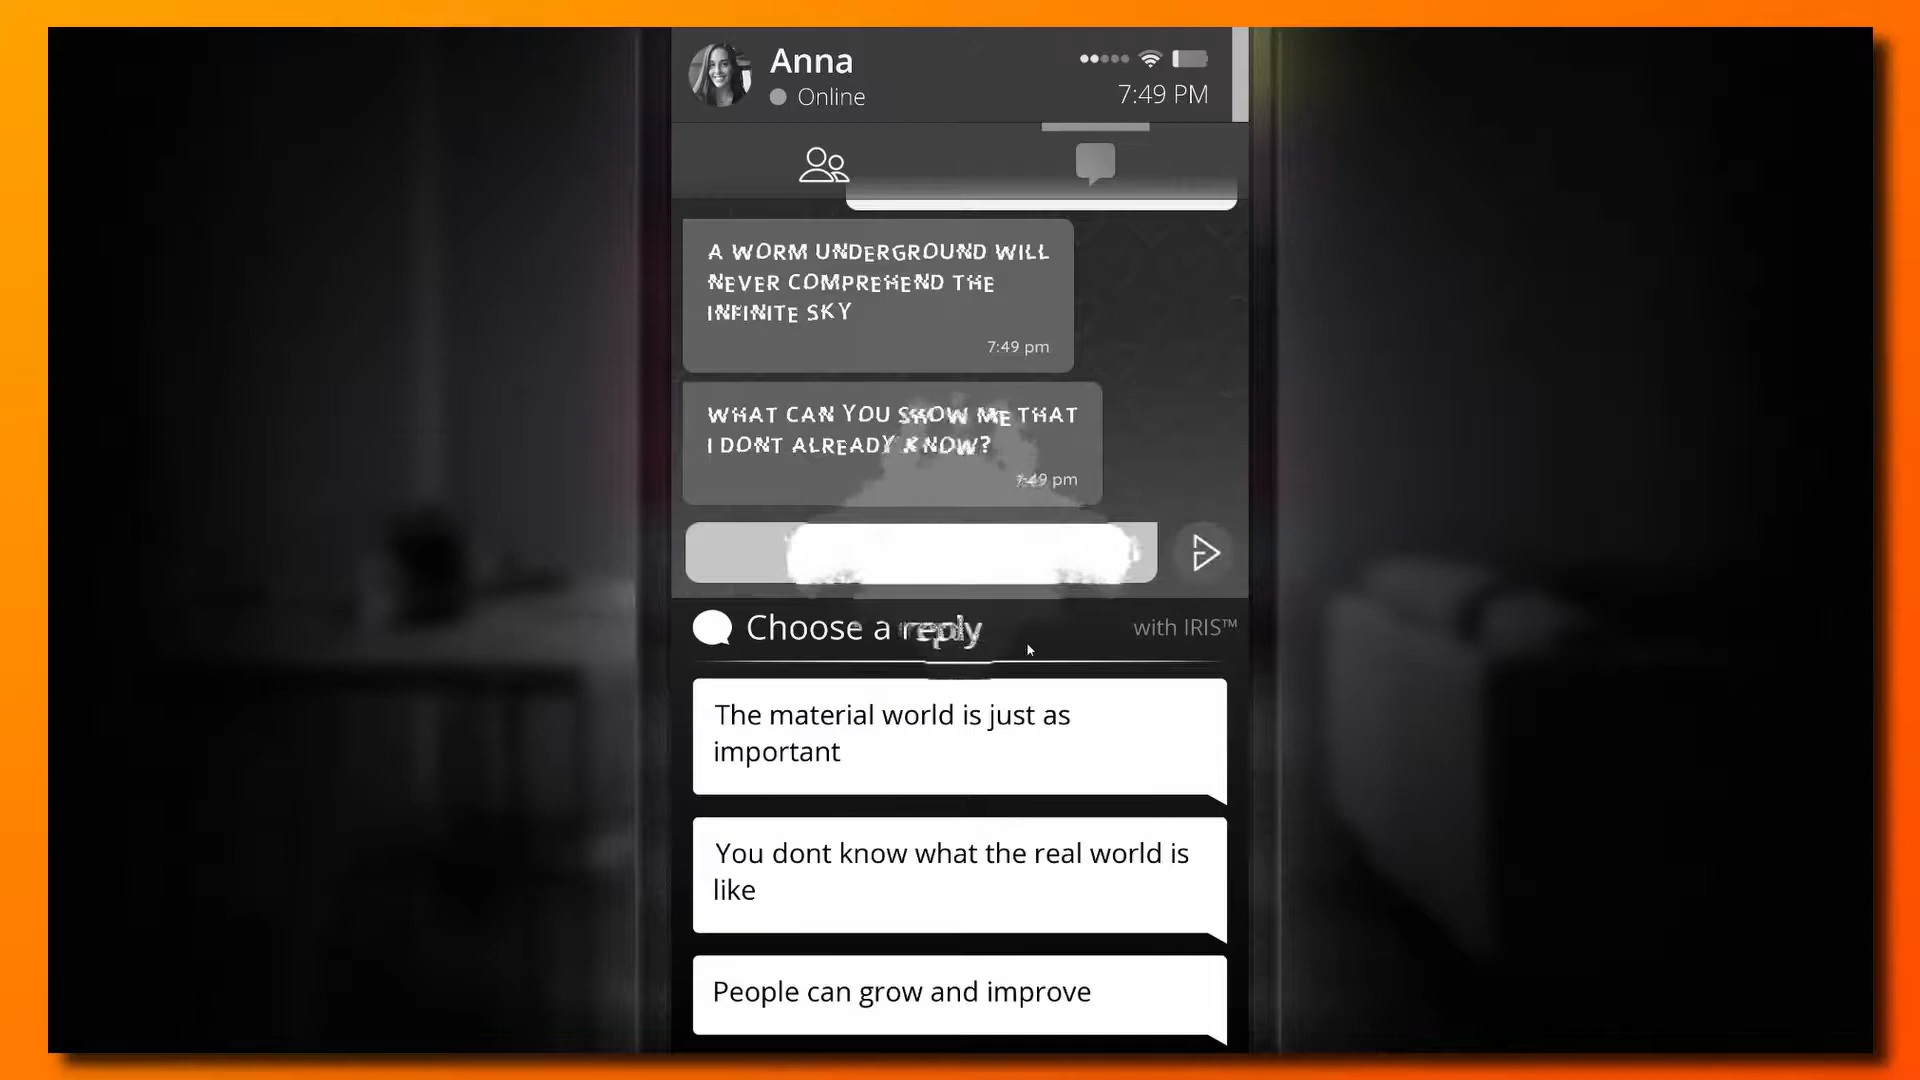 Anna
Online
7:49 PM
A WORM UNDERGROUND WILL
NEVER COMPREHEND THE
INFINITE SKY
7:49 pm
WHAT CAN YOU SHOW ME THAT
I DONT ALREADY KNOW?
7:49 pm
Choose a reply
with IRIS™
The material world is just as
important
You dont know what the real world is
like
People can grow and improve